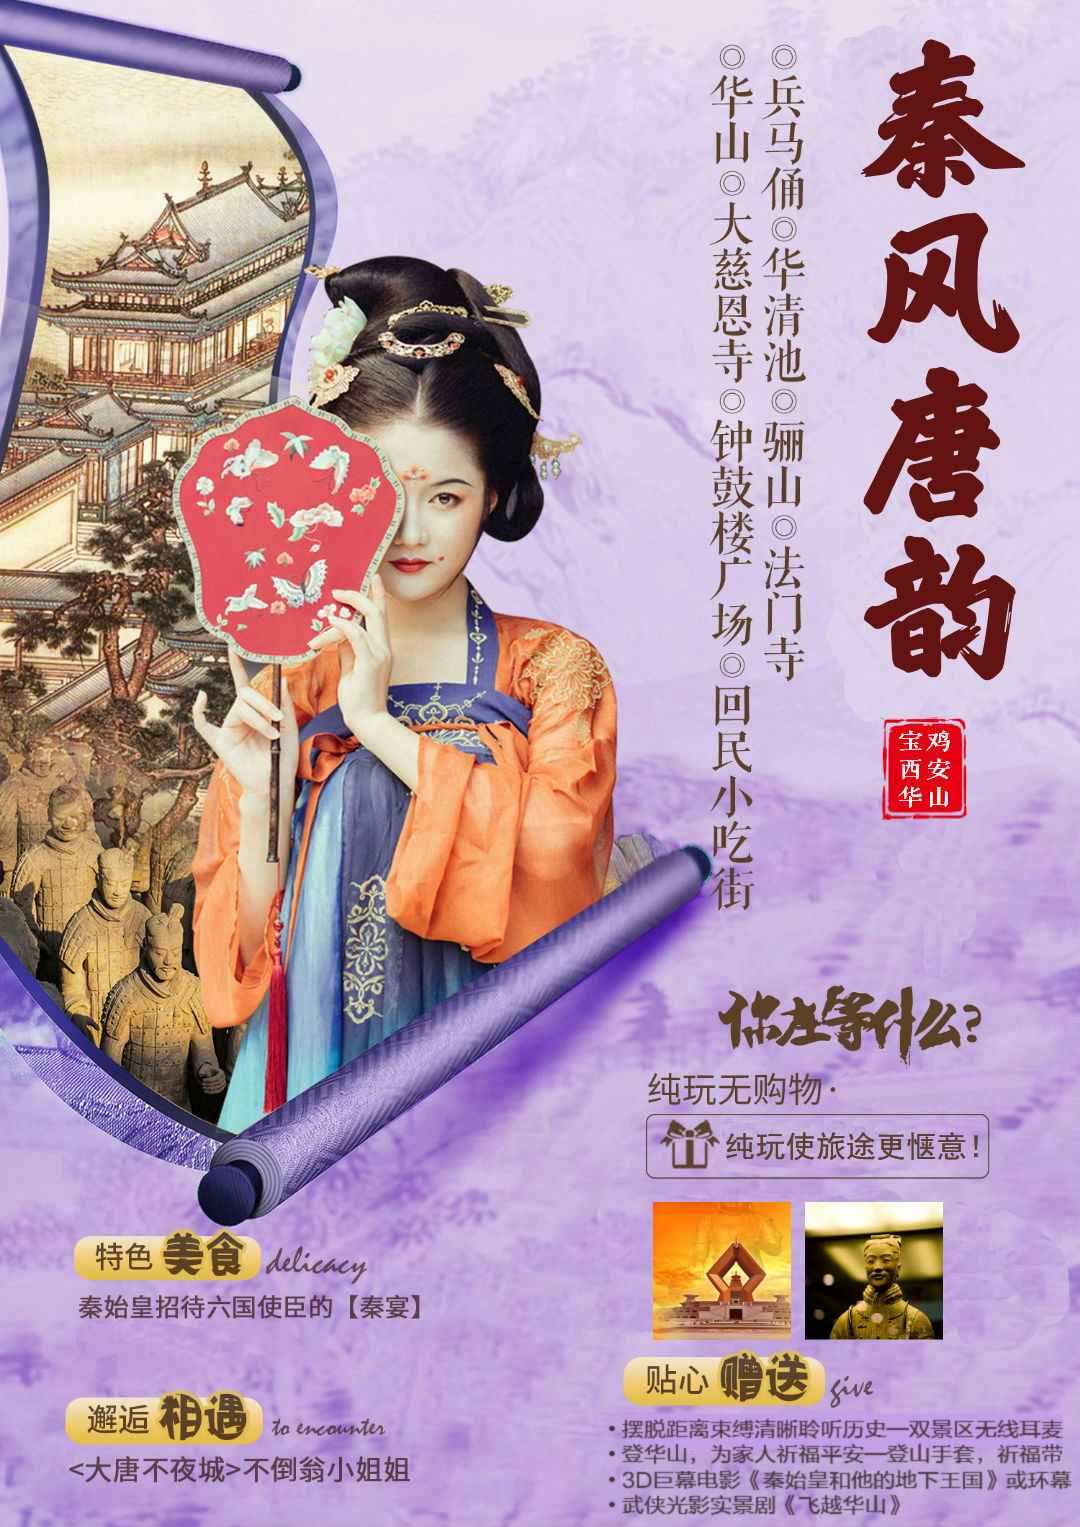 秦风唐韵
◎兵马俑◎华清池◎骊山◎法门寺
◎华山◎大慈恩寺◎钟鼓楼广场◎回民小吃街
宝鸡
西安
华山
你在等什么?
纯玩无购物·
纯玩使旅途更惬意!
特色 美食 delicacy
秦始皇招待六国使臣的【秦宴】
邂逅 相遇 to encounter
<大唐不夜城>不倒翁小姐姐
贴心 赠送 give
•摆脱距离束缚清晰聆听历史—双景区无线耳麦
•登华山，为家人祈福平安—登山手套，祈福带
•3D巨幕电影《秦始皇和他的地下王国》或环幕
•武侠光影实景剧《飞越华山》